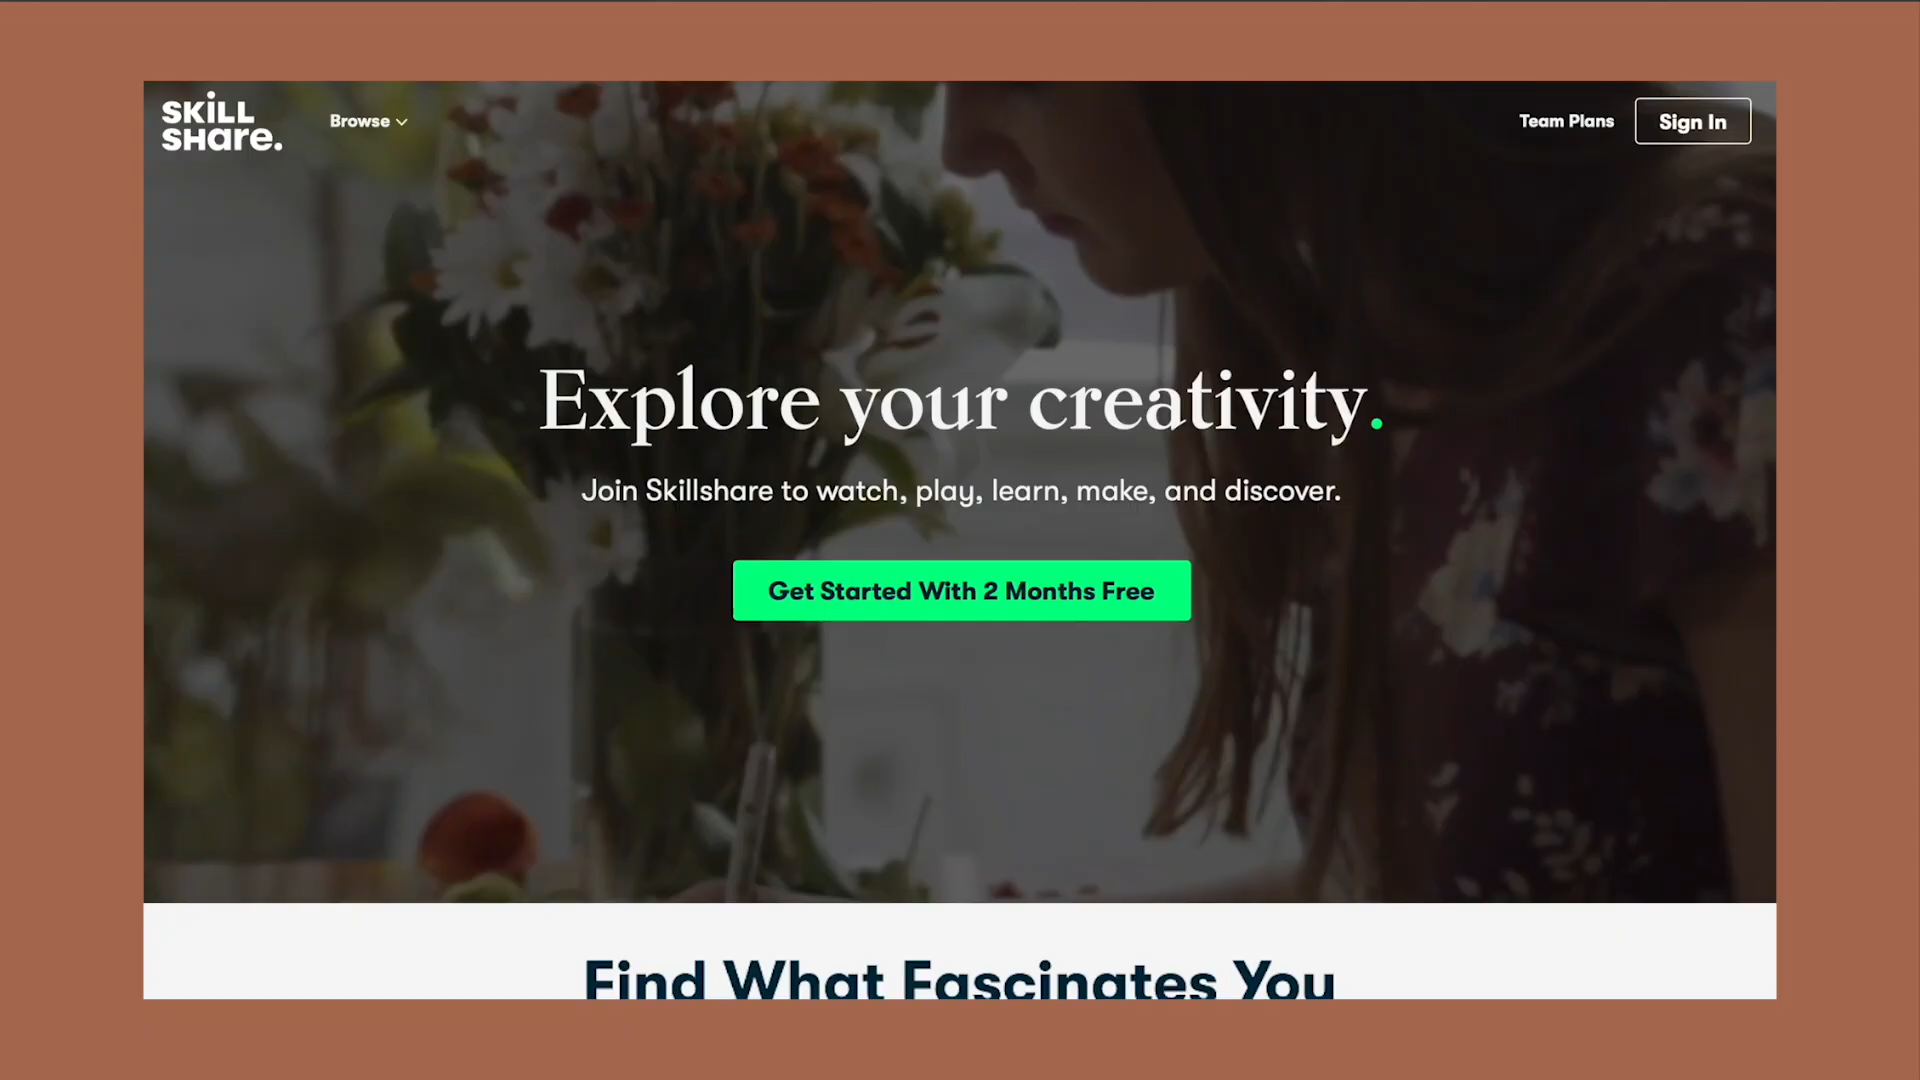 SKiLL
SHare.
Browse
Team Plans
Sign In
Explore your creativity.
Join Skillshare to watch, play, learn, make, and discover.
Get Started With 2 Months Free
Find What Fascinates You